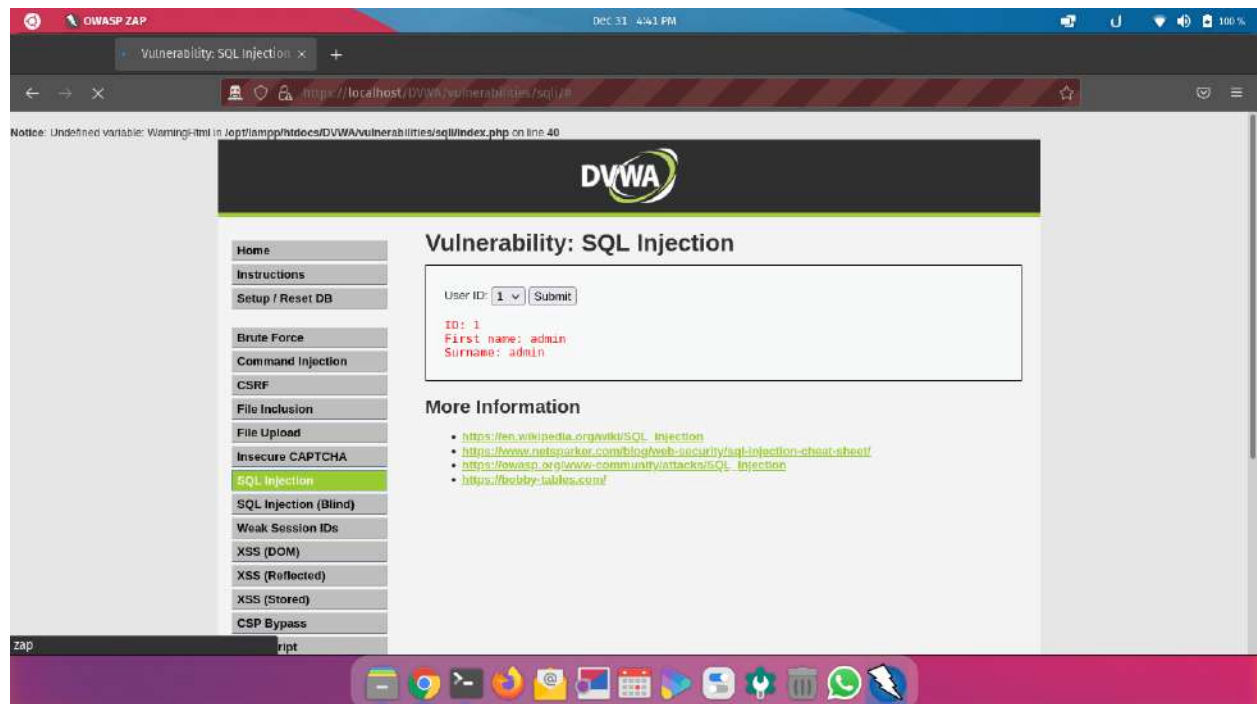 OWASP ZAP
Dec 31 4:41 PM
100 %
Vulnerability: SQL Injection × +
https://localhost/DVWA/vulnerabilities/sqli/#
Notice: Undefined variable: WarningHtml in /opt/lampp/htdocs/DVWA/vulnerabilities/sqli/index.php on line 40
DVWA
Home
Instructions
Setup / Reset DB
Brute Force
Command Injection
CSRF
File Inclusion
File Upload
Insecure CAPTCHA
SQL Injection
SQL Injection (Blind)
Weak Session IDs
XSS (DOM)
XSS (Reflected)
XSS (Stored)
CSP Bypass
ript
Vulnerability: SQL Injection
User ID: 1 Submit
ID: 1
First name: admin
Surname: admin
More Information
https://en.wikipedia.org/wiki/SQL_injection
https://www.netsparker.com/blog/web-security/sql-injection-cheat-sheet/
https://owasp.org/www-community/attacks/SQL_Injection
https://bobby-tables.com/
zap